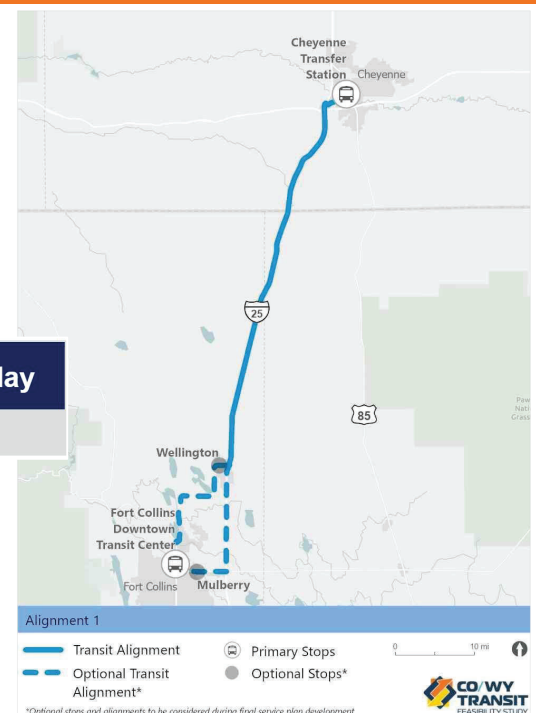 Cheyenne
Transfer
Station
Cheyenne
25
85
Wellington
Fort Collins
Downtown
Transit Center
Fort Collins
Mulberry
Alignment 1
Transit Alignment
Optional Transit
Alignment*
Primary Stops
Optional Stops*
0 10 mi
CO/WY
TRANSIT
FEASIBILITY STUDY
*Optional stops and alignments to be considered during final service plan development